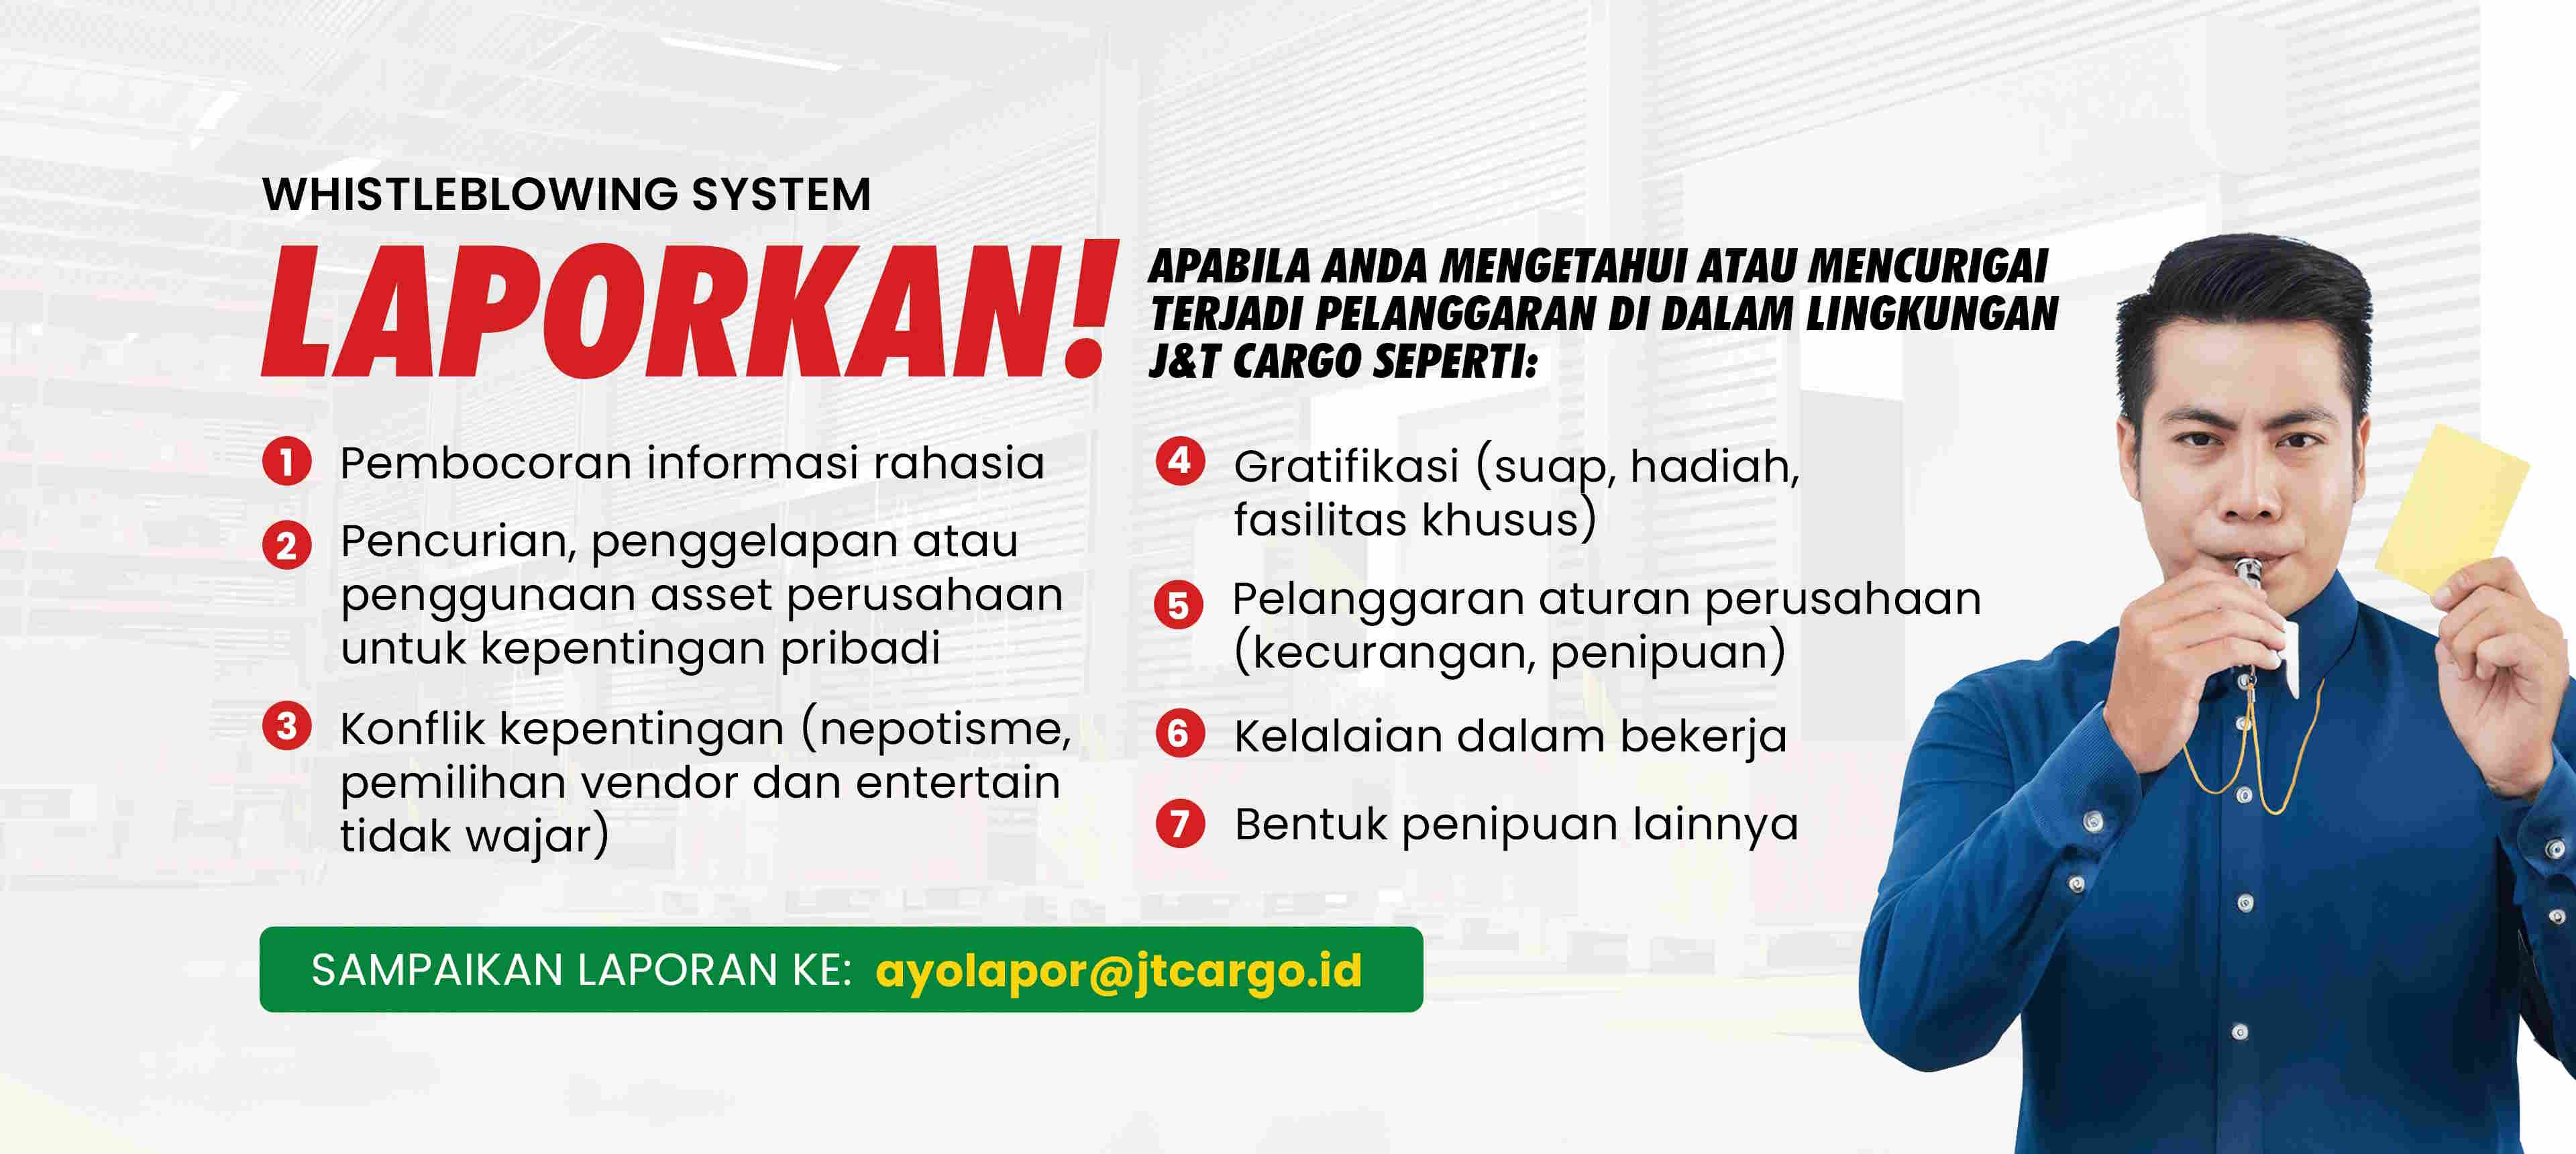 WHISTLEBLOWING SYSTEM
LAPORKAN!
APABILA ANDA MENGETAHUI ATAU MENCURIGAI
TERJADI PELANGGARAN DI DALAM LINGKUNGAN
J&T CARGO SEPERTI:
1 Pembocoran informasi rahasia
2 Pencurian, penggelapan atau
penggunaan asset perusahaan
untuk kepentingan pribadi
3 Konflik kepentingan (nepotisme,
pemilihan vendor dan entertain
tidak wajar)
4 Gratifikasi (suap, hadiah,
fasilitas khusus)
5 Pelanggaran aturan perusahaan
(kecurangan, penipuan)
6 Kelalaian dalam bekerja
7 Bentuk penipuan lainnya
SAMPAIKAN LAPORAN KE: ayolapor@jtcargo.id